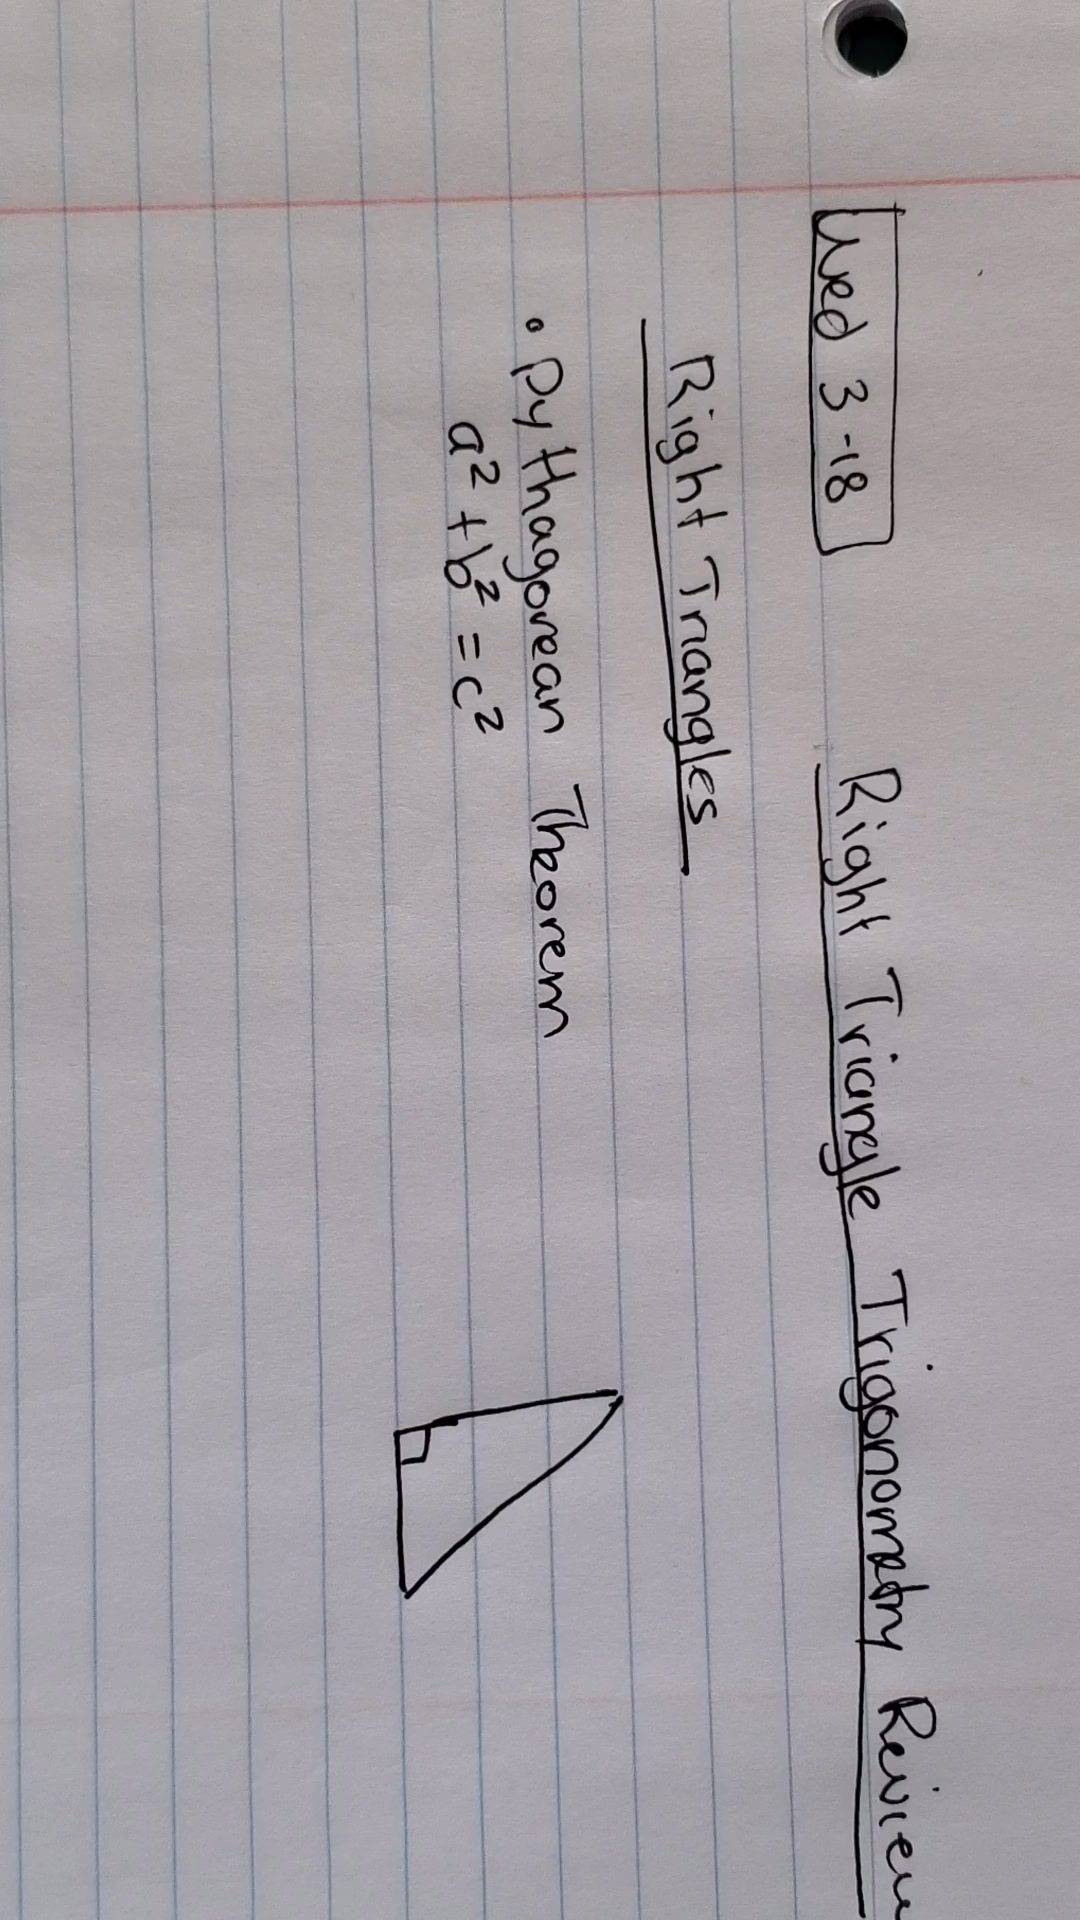 Wed 3-18
Right Triangle Trigonometry Review
Right Triangles
• Pythagorean Theorem
a² + b² = c²